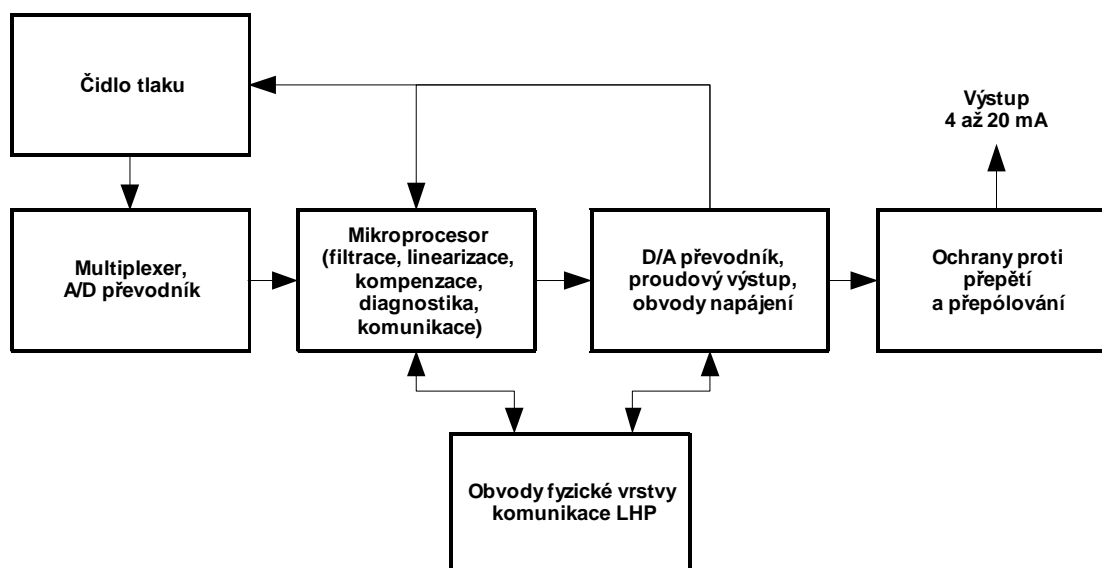 Čidlo tlaku
Výstup
4 až 20 mA
Multiplexer,
A/D převodník
Mikroprocesor
(filtrace, linearizace,
kompenzace,
diagnostika,
komunikace)
D/A převodník,
proudový výstup,
obvody napájení
Ochrany proti
přepětí
a přepólování
Obvody fyzické vrstvy
komunikace LHP